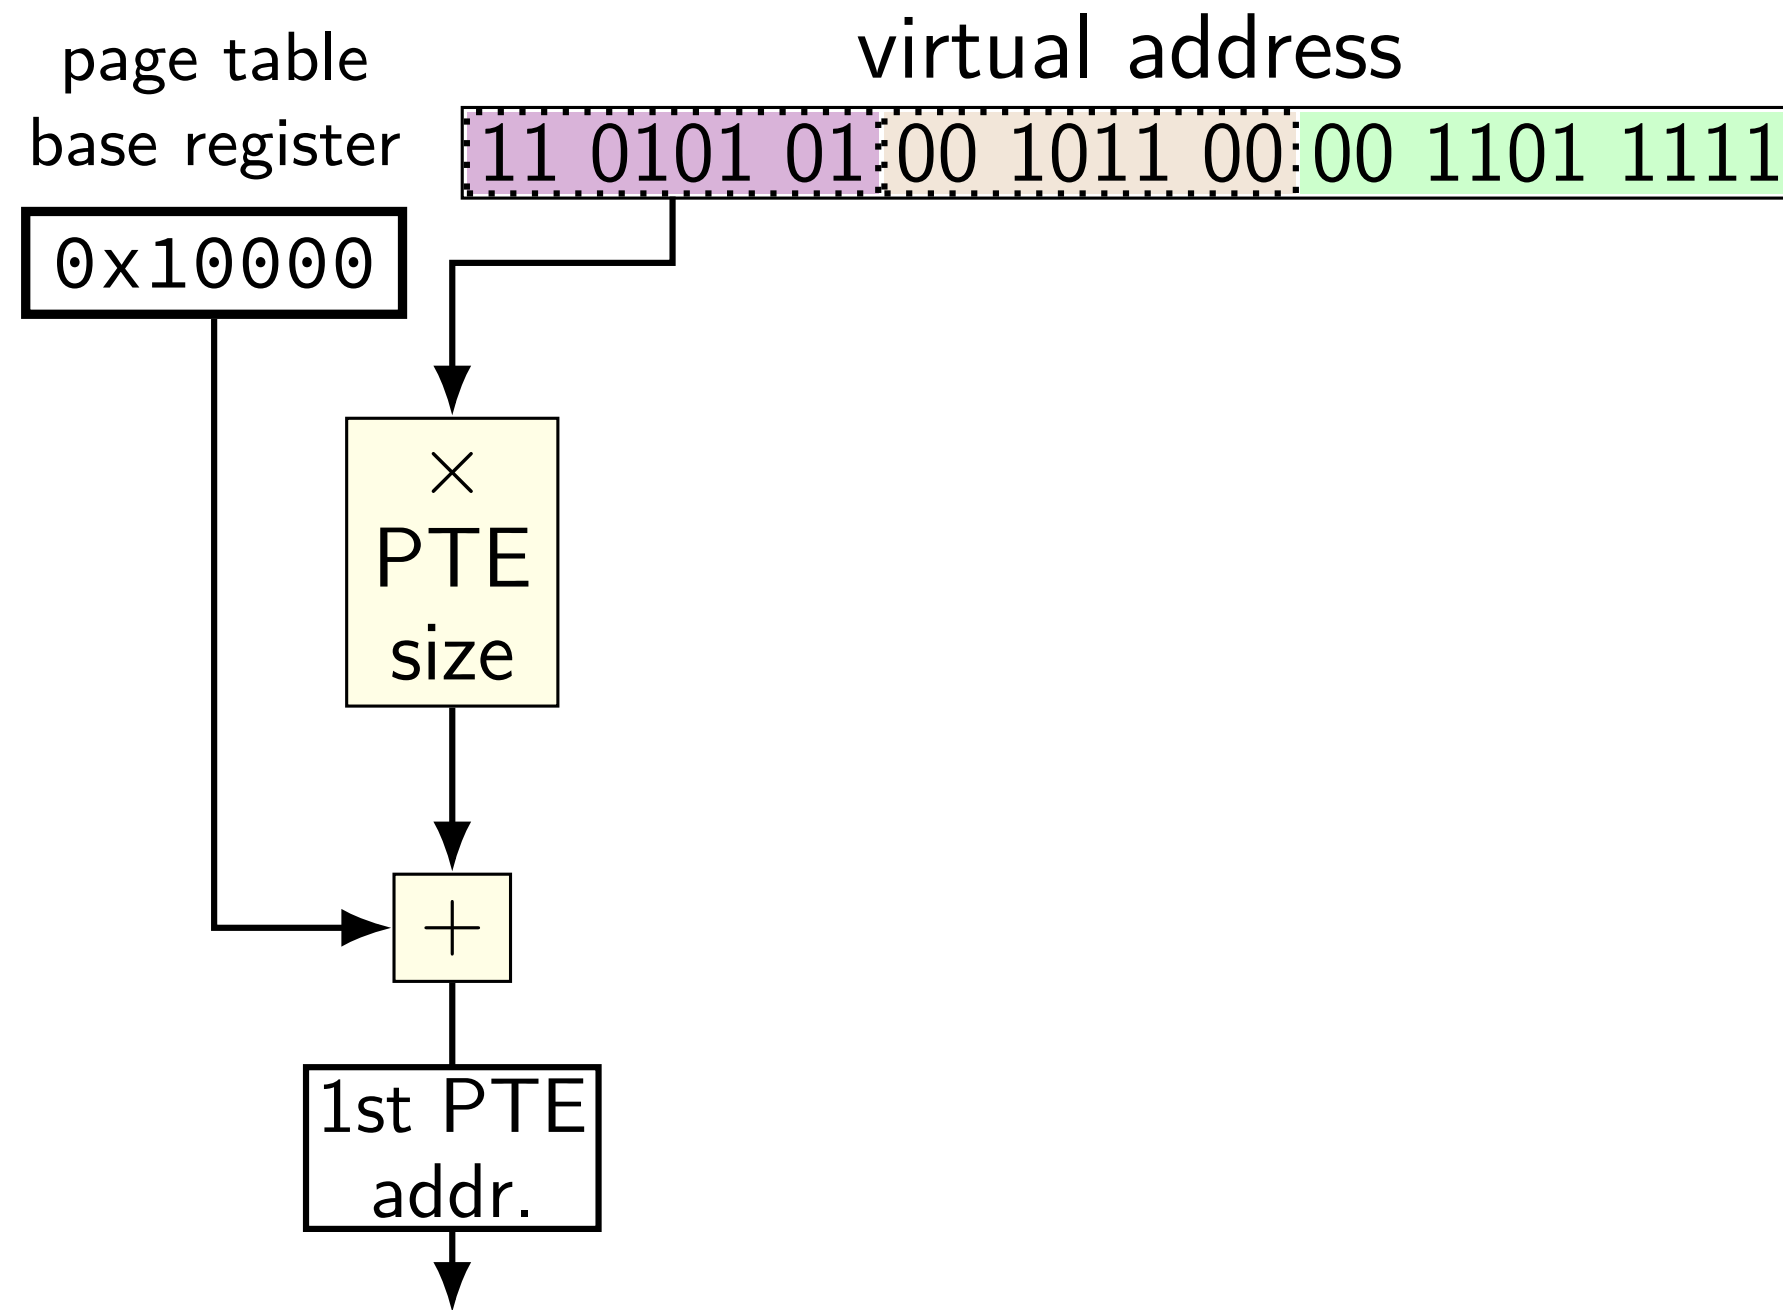 page table
base register
0x10000
virtual address
11 0101 01 00 1011 00 00 1101 1111
×
PTE
size
+
1st PTE
addr.